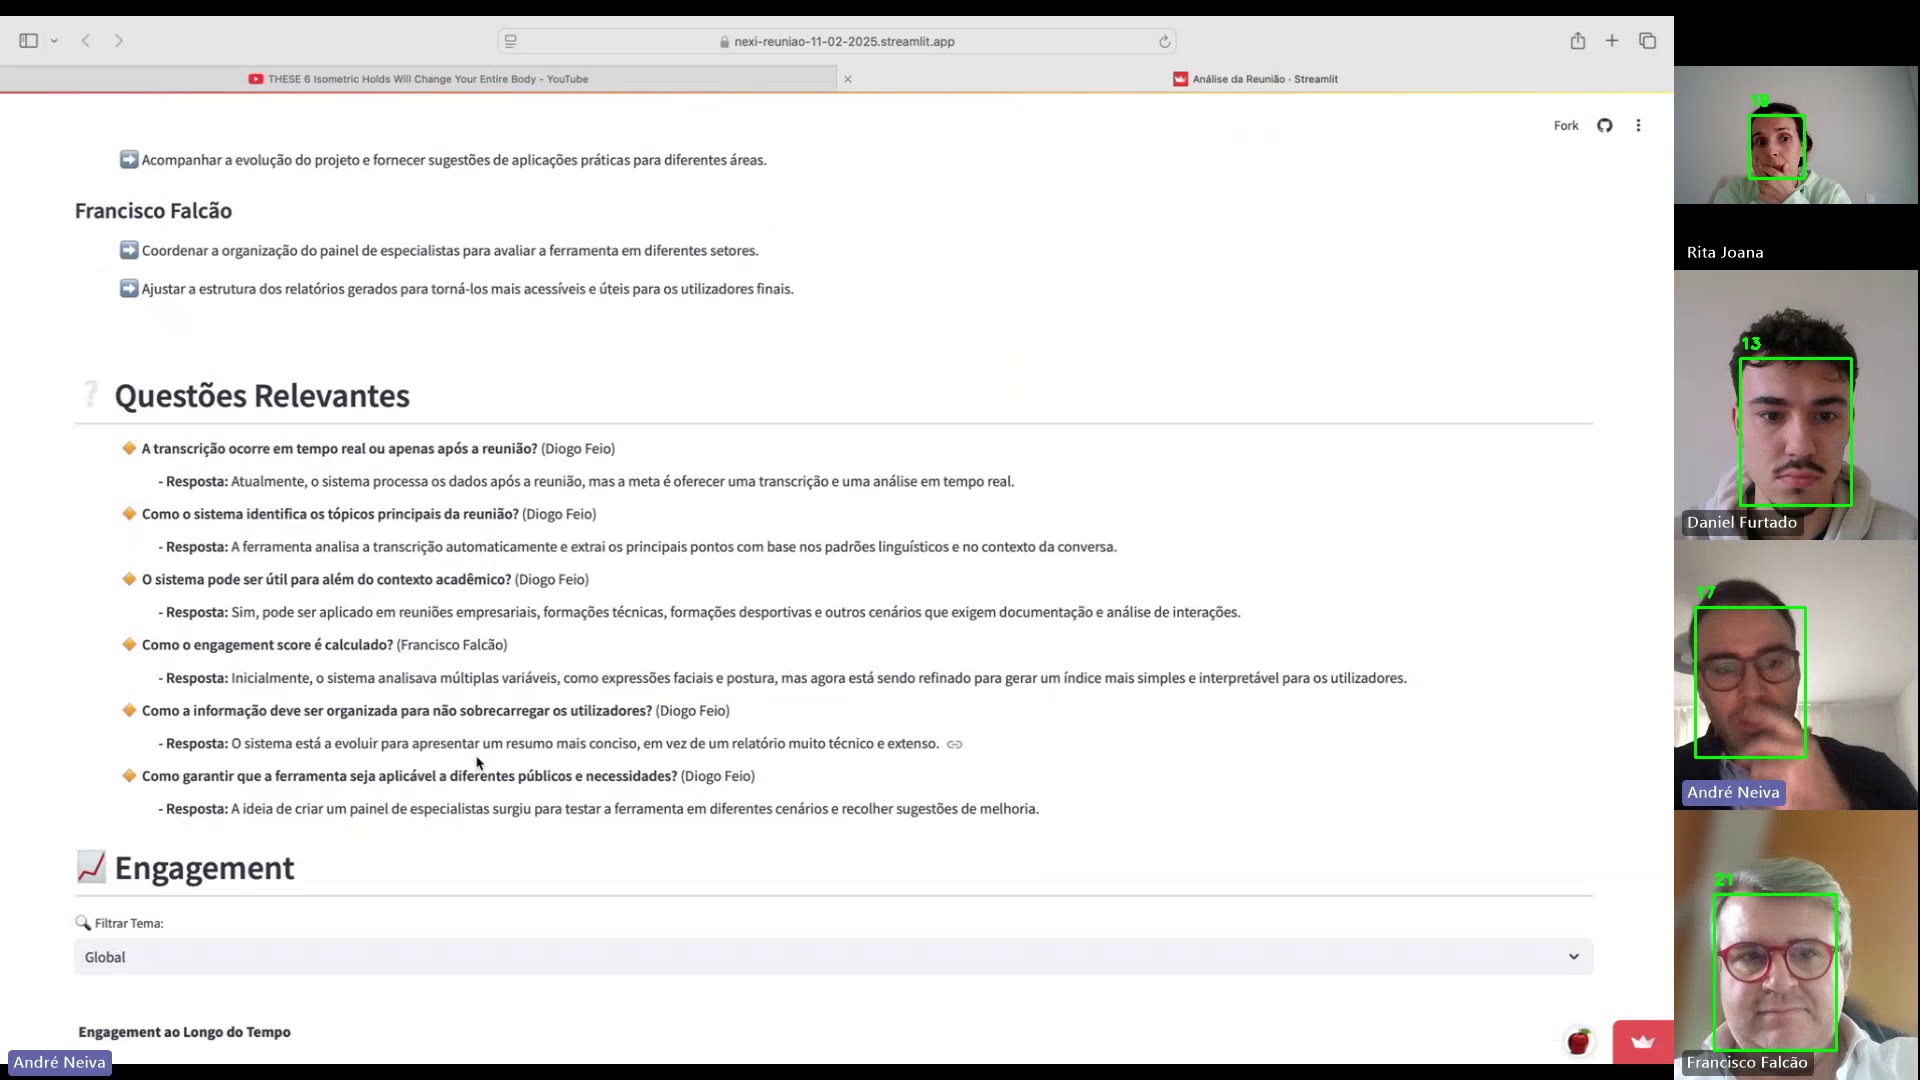 nexi-reuniao-11-02-2025.streamlit.app
THESE 6 Isometric Holds Will Change Your Entire Body - YouTube
Análise da Reunião · Streamlit
Fork
Acompanhar a evolução do projeto e fornecer sugestões de aplicações práticas para diferentes áreas.
Francisco Falcão
Coordenar a organização do painel de especialistas para avaliar a ferramenta em diferentes setores.
Ajustar a estrutura dos relatórios gerados para torná-los mais acessíveis e úteis para os utilizadores finais.
❔ Questões Relevantes
A transcrição ocorre em tempo real ou apenas após a reunião? (Diogo Feio)
- Resposta: Atualmente, o sistema processa os dados após a reunião, mas a meta é oferecer uma transcrição e uma análise em tempo real.
Como o sistema identifica os tópicos principais da reunião? (Diogo Feio)
- Resposta: A ferramenta analisa a transcrição automaticamente e extrai os principais pontos com base nos padrões linguísticos e no contexto da conversa.
O sistema pode ser útil para além do contexto acadêmico? (Diogo Feio)
- Resposta: Sim, pode ser aplicado em reuniões empresariais, formações técnicas, formações desportivas e outros cenários que exigem documentação e análise de interações.
Como o engagement score é calculado? (Francisco Falcão)
- Resposta: Inicialmente, o sistema analisava múltiplas variáveis, como expressões faciais e postura, mas agora está sendo refinado para gerar um índice mais simples e interpretável para os utilizadores.
Como a informação deve ser organizada para não sobrecarregar os utilizadores? (Diogo Feio)
- Resposta: O sistema está a evoluir para apresentar um resumo mais conciso, em vez de um relatório muito técnico e extenso.
Como garantir que a ferramenta seja aplicável a diferentes públicos e necessidades? (Diogo Feio)
- Resposta: A ideia de criar um painel de especialistas surgiu para testar a ferramenta em diferentes cenários e recolher sugestões de melhoria.
Engagement
Filtrar Tema:
Global
Engagement ao Longo do Tempo
André Neiva
19
Rita Joana
13
Daniel Furtado
17
André Neiva
21
Francisco Falcão